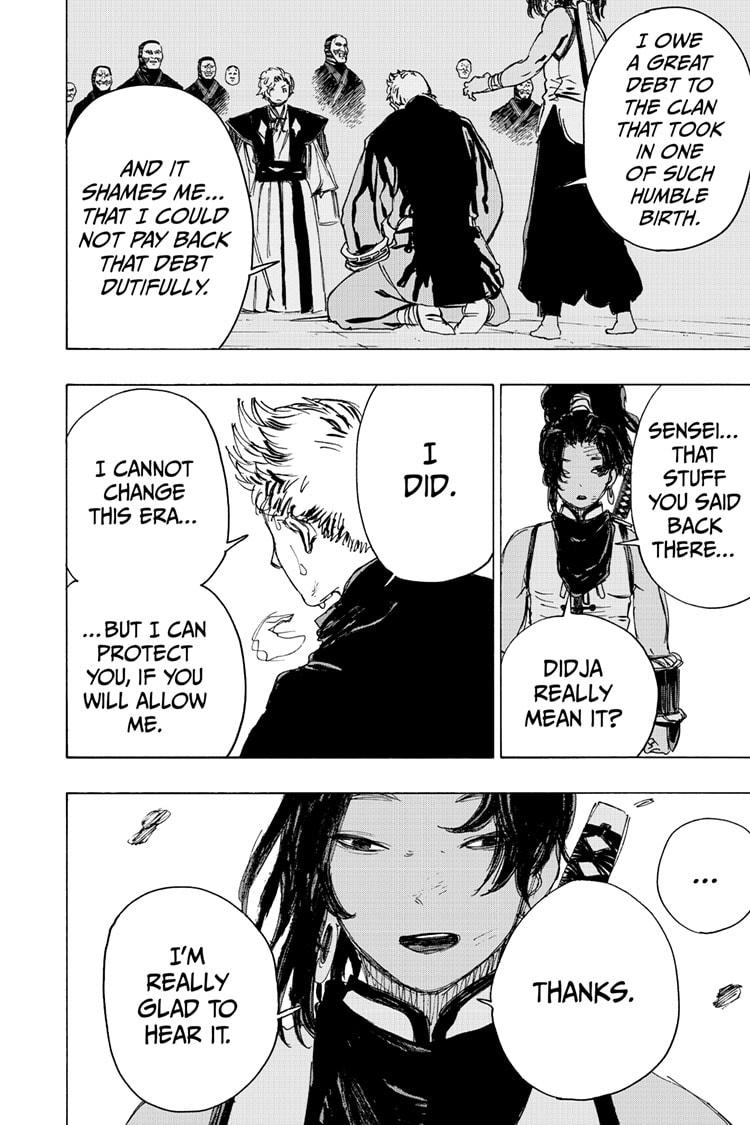 I OWE
A GREAT
DEBT TO
THE CLAN
THAT TOOK
IN ONE
OF SUCH
HUMBLE
BIRTH.
AND IT
SHAMES ME...
THAT I COULD
NOT PAY BACK
THAT DEBT
DUTIFULLY.
SENSEI...
THAT
STUFF
YOU SAID
BACK
THERE...
DIDJA
REALLY
MEAN IT?
I
DID.
I CANNOT
CHANGE
THIS ERA...
...BUT I CAN
PROTECT
YOU, IF YOU
WILL ALLOW
ME.
...
THANKS.
I'M
REALLY
GLAD TO
HEAR IT.